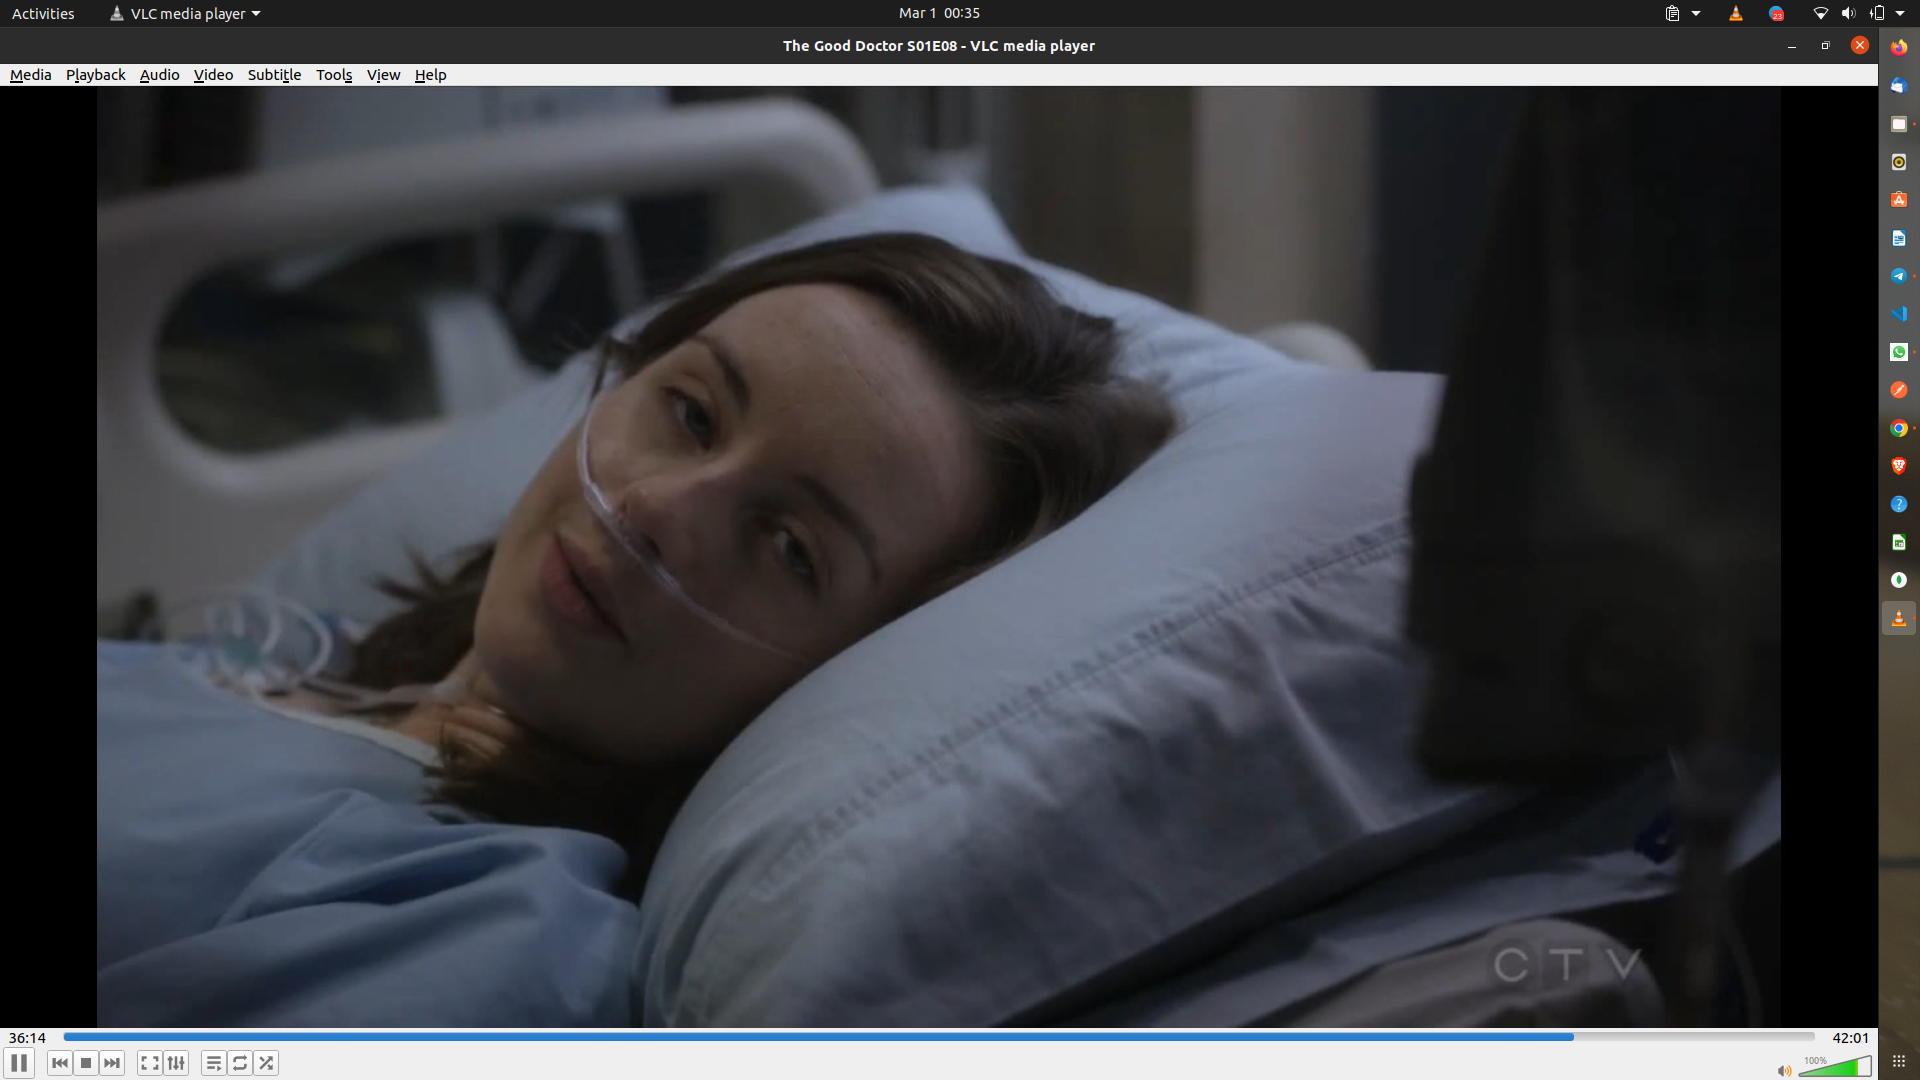 Activities VLC media player Mar 1 00:35 23
The Good Doctor S01E08 - VLC media player
Media Playback Audio Video Subtitle Tools View Help
CTV
36:14 42:01
100%